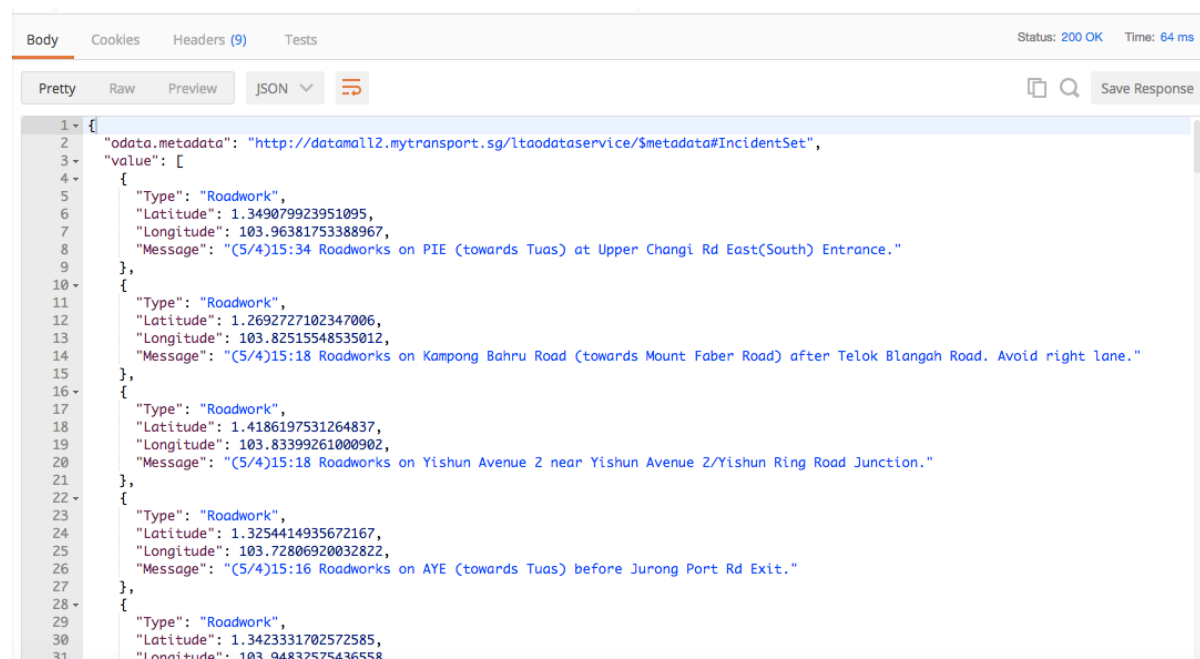 Body Cookies Headers (9) Tests Status: 200 OK Time: 64 ms
Pretty Raw Preview JSON Save Response
1 {
2 "odata.metadata": "http://datamall2.mytransport.sg/ltaodataservice/$metadata#IncidentSet",
3 "value": [
4 {
5 "Type": "Roadwork",
6 "Latitude": 1.349079923951095,
7 "Longitude": 103.96381753388967,
8 "Message": "(5/4)15:34 Roadworks on PIE (towards Tuas) at Upper Changi Rd East(South) Entrance."
9 },
10 {
11 "Type": "Roadwork",
12 "Latitude": 1.2692727102347006,
13 "Longitude": 103.82515548535012,
14 "Message": "(5/4)15:18 Roadworks on Kampong Bahru Road (towards Mount Faber Road) after Telok Blangah Road. Avoid right lane."
15 },
16 {
17 "Type": "Roadwork",
18 "Latitude": 1.4186197531264837,
19 "Longitude": 103.83399261000902,
20 "Message": "(5/4)15:18 Roadworks on Yishun Avenue 2 near Yishun Avenue 2/Yishun Ring Road Junction."
21 },
22 {
23 "Type": "Roadwork",
24 "Latitude": 1.3254414935672167,
25 "Longitude": 103.72806920032822,
26 "Message": "(5/4)15:16 Roadworks on AYE (towards Tuas) before Jurong Port Rd Exit."
27 },
28 {
29 "Type": "Roadwork",
30 "Latitude": 1.3423331702572585,
31 "Longitude": 103.94832575436558